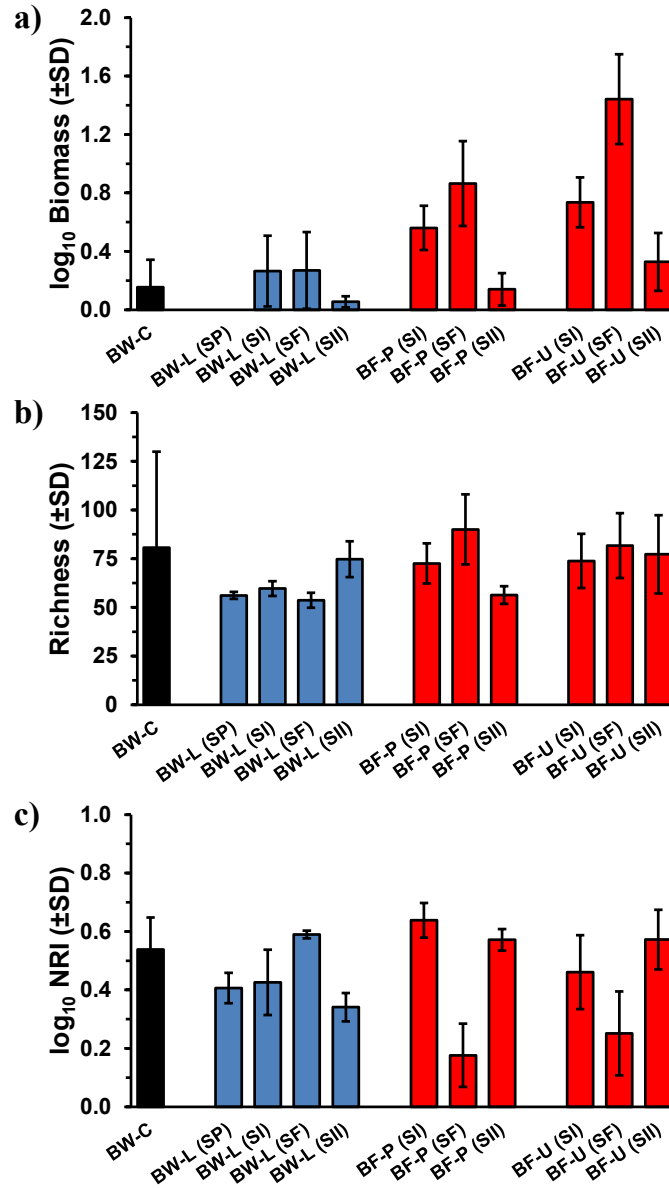 a)
log₁₀ Biomass (±SD)
2.0
1.6
1.2
0.8
0.4
0.0
BW-C
BW-L (SP)
BW-L (SI)
BW-L (SF)
BW-L (SII)
BF-P (SI)
BF-P (SF)
BF-P (SII)
BF-U (SI)
BF-U (SF)
BF-U (SII)
b)
Richness (±SD)
150
125
100
75
50
25
0
BW-C
BW-L (SP)
BW-L (SI)
BW-L (SF)
BW-L (SII)
BF-P (SI)
BF-P (SF)
BF-P (SII)
BF-U (SI)
BF-U (SF)
BF-U (SII)
c)
log₁₀ NRI (±SD)
1.0
0.8
0.6
0.4
0.2
0.0
BW-C
BW-L (SP)
BW-L (SI)
BW-L (SF)
BW-L (SII)
BF-P (SI)
BF-P (SF)
BF-P (SII)
BF-U (SI)
BF-U (SF)
BF-U (SII)